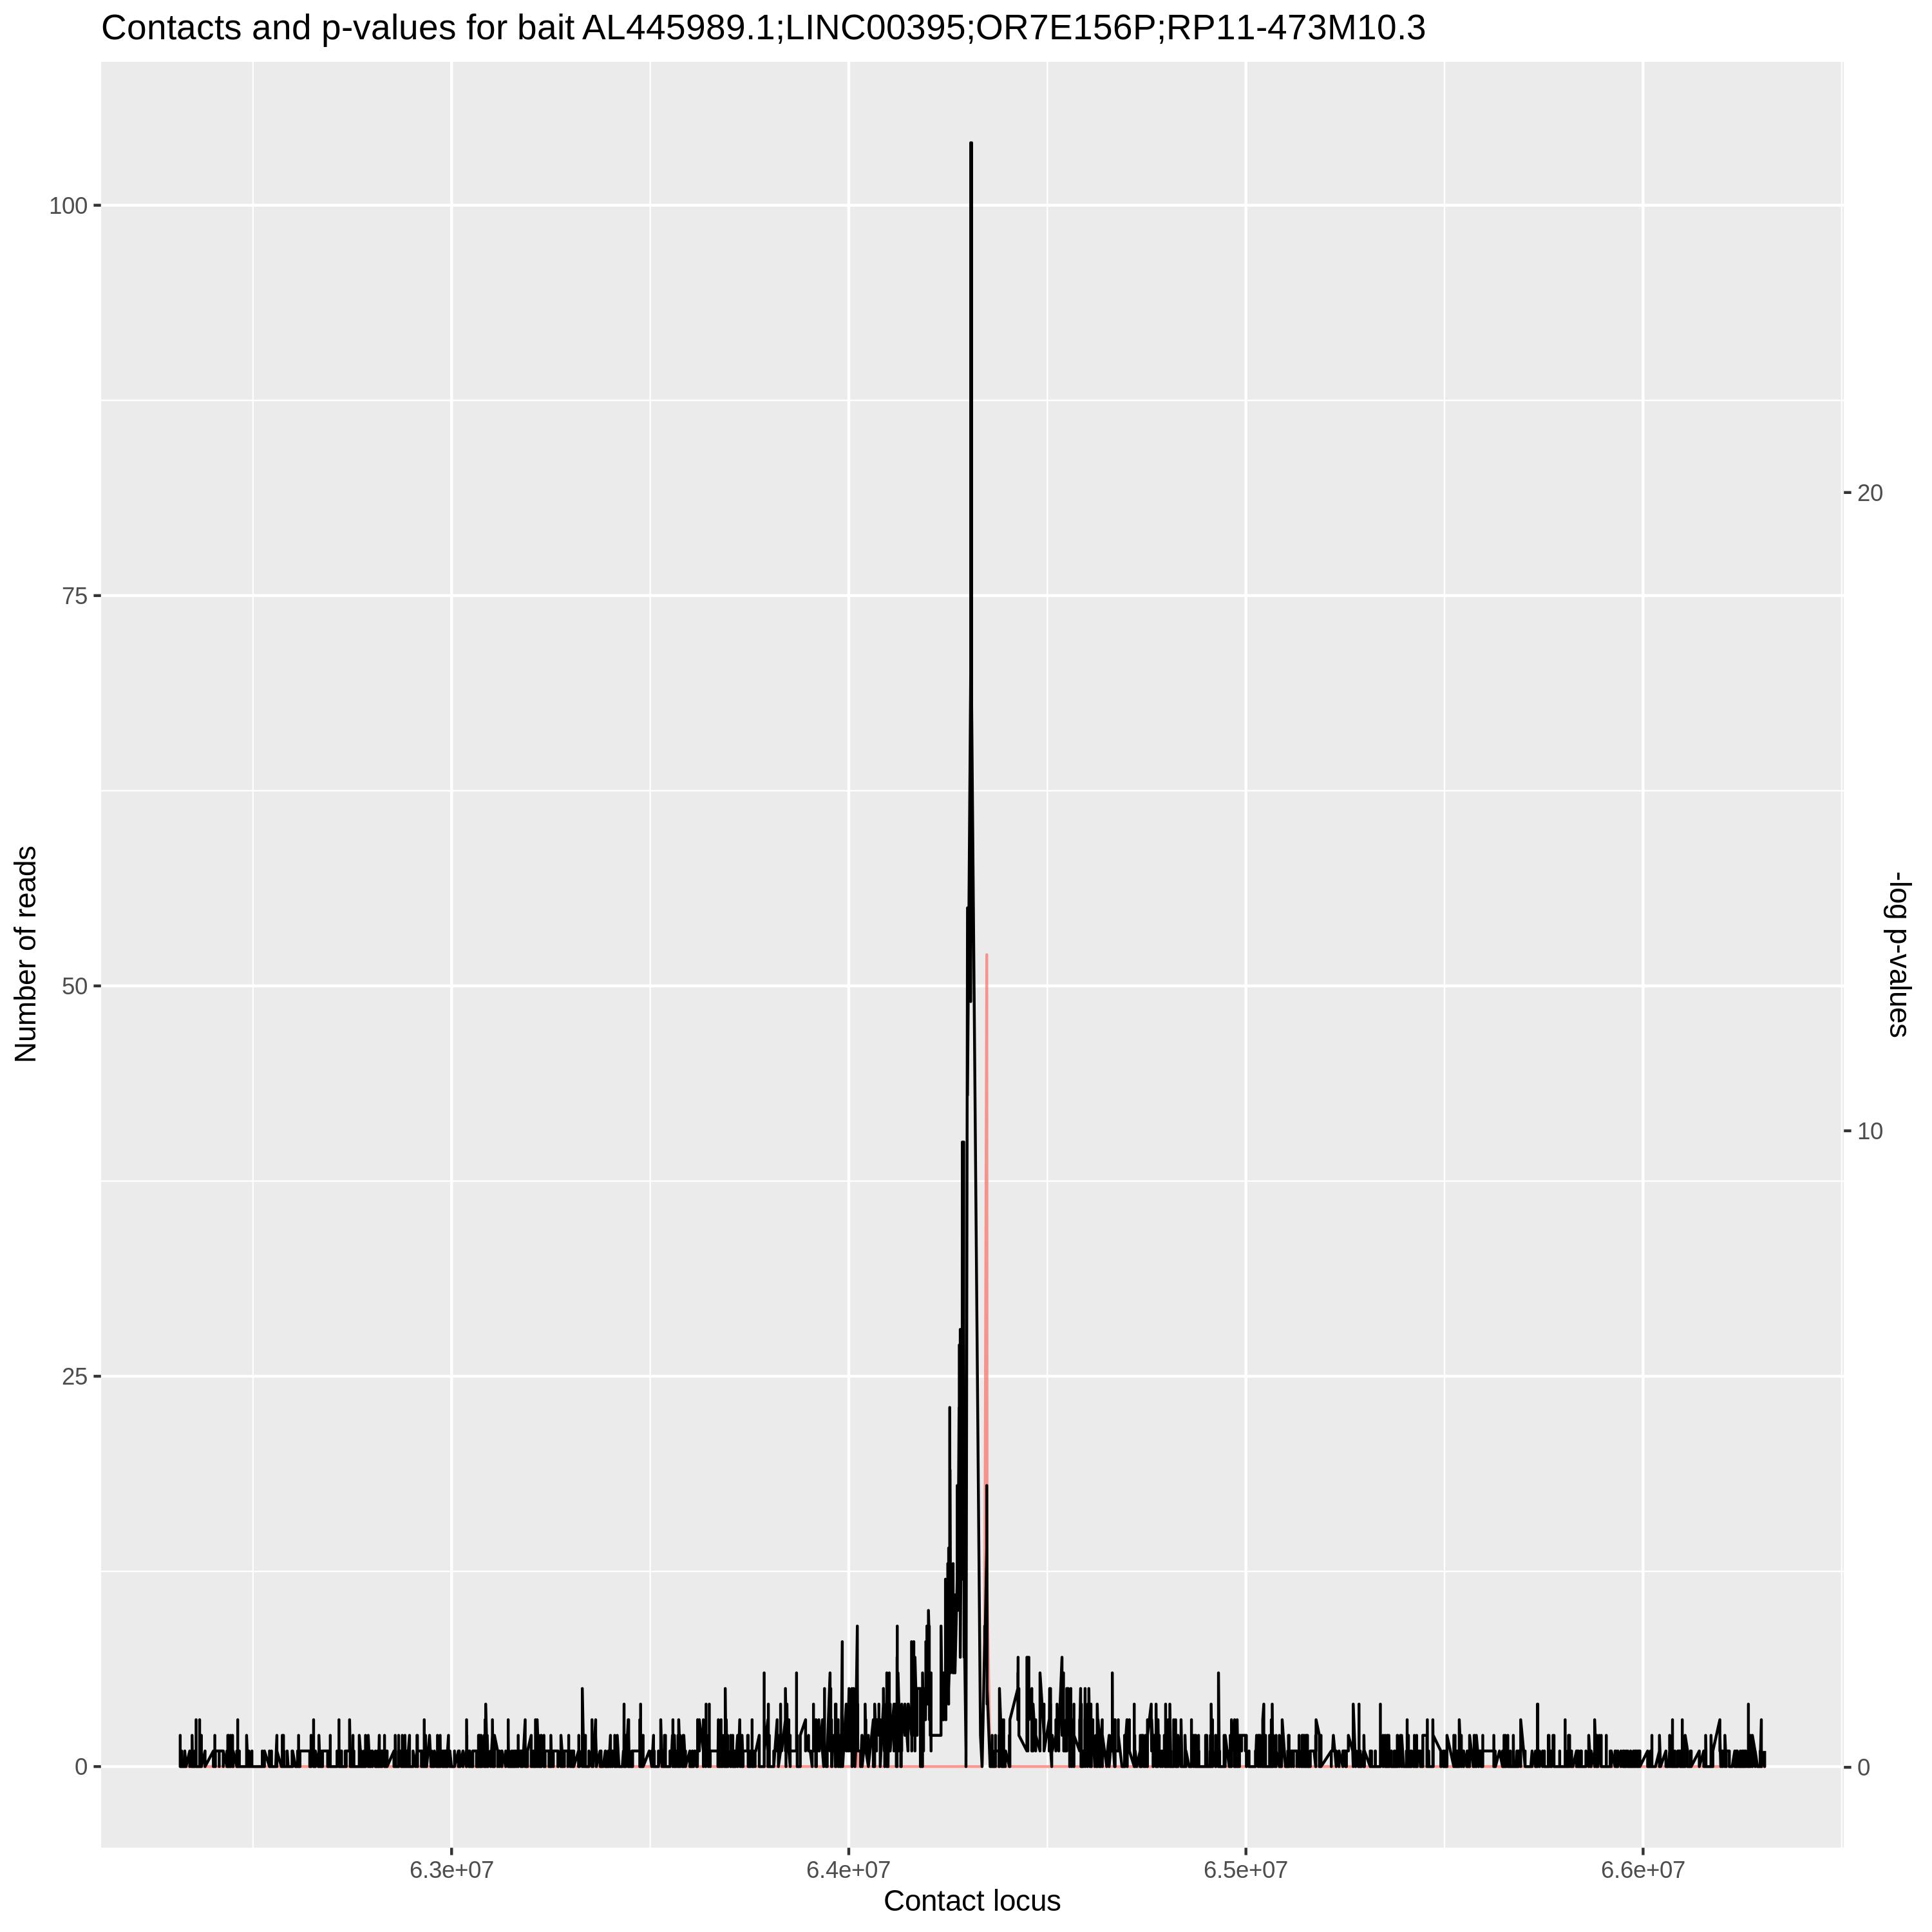 Contacts and p-values for bait AL445989.1;LINC00395;OR7E156P;RP11-473M10.3
100
75
50
25
0
Number of reads
20
10
0
-log p-values
6.3e+07
6.4e+07
6.5e+07
6.6e+07
Contact locus